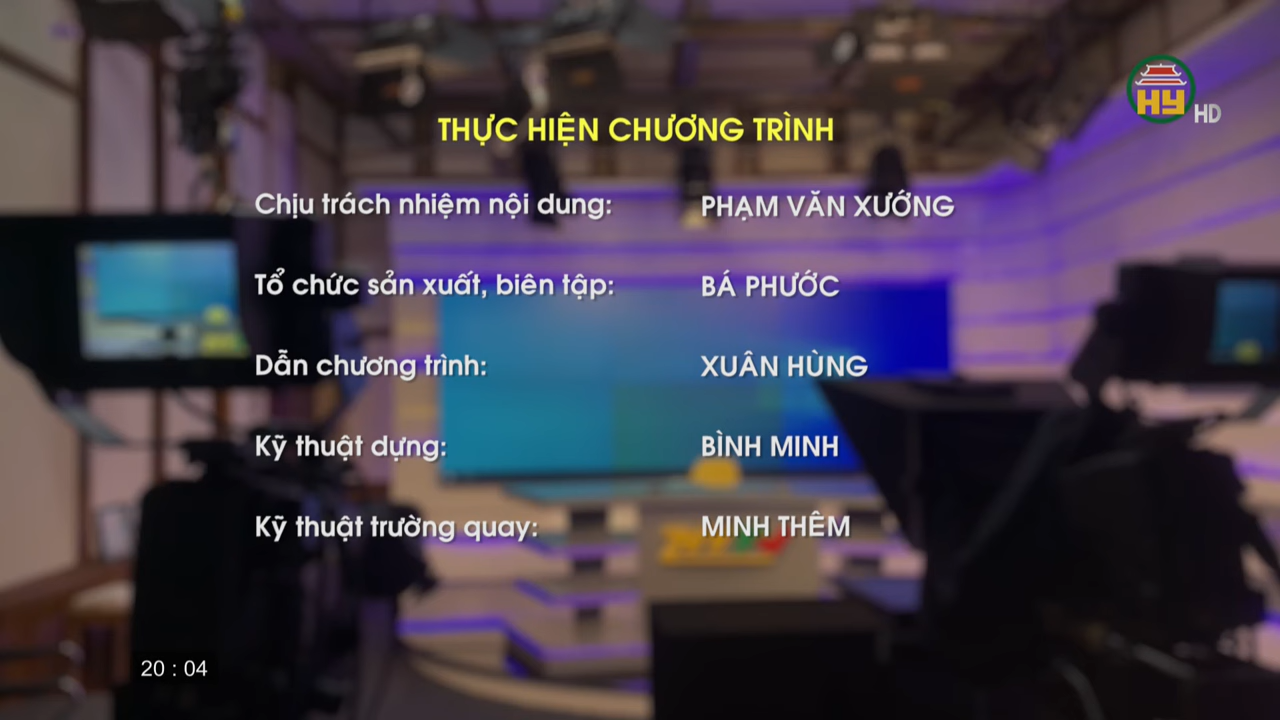 HY HD
THỰC HIỆN CHƯƠNG TRÌNH
Chịu trách nhiệm nội dung: PHẠM VĂN XƯỚNG
Tổ chức sản xuất, biên tập: BÁ PHƯỚC
Dẫn chương trình: XUÂN HÙNG
Kỹ thuật dựng: BÌNH MINH
Kỹ thuật trường quay: MINH THÊM
20 : 04